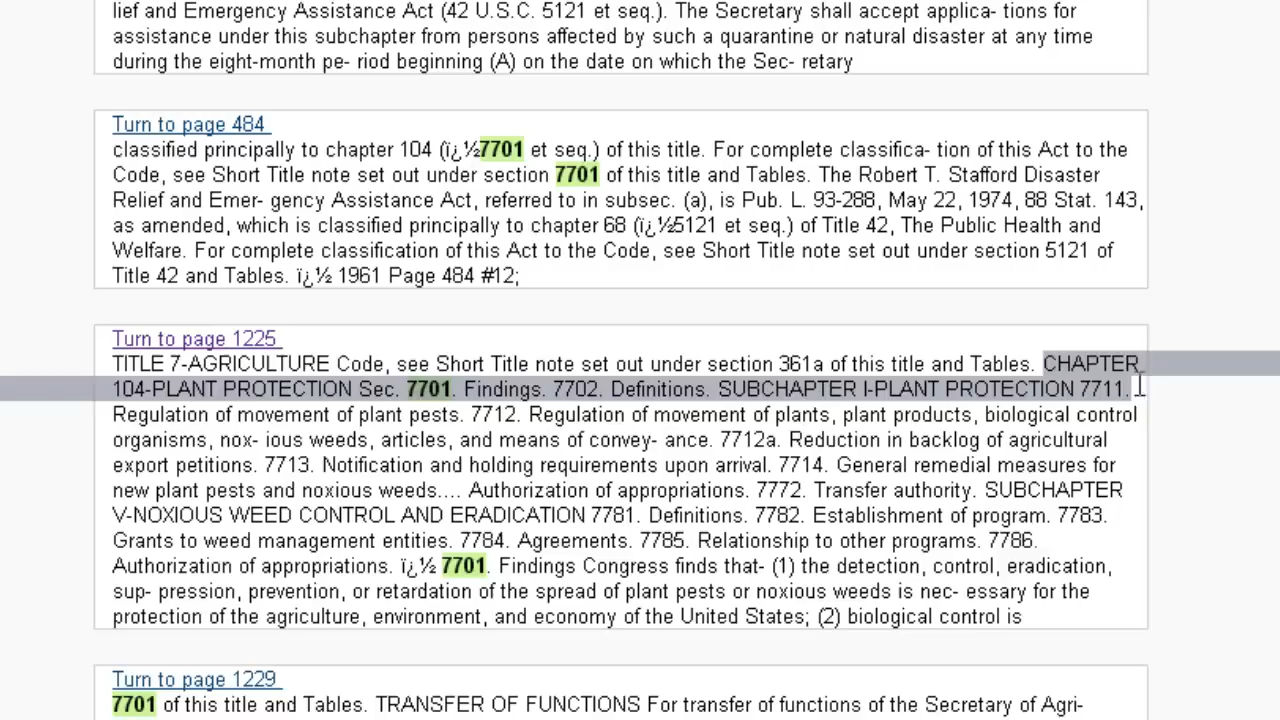 lief and Emergency Assistance Act (42 U.S.C. 5121 et seq.). The Secretary shall accept applica- tions for
assistance under this subchapter from persons affected by such a quarantine or natural disaster at any time
during the eight-month pe- riod beginning (A) on the date on which the Sec- retary
Turn to page 484
classified principally to chapter 104 (ï¿½7701 et seq.) of this title. For complete classifica- tion of this Act to the
Code, see Short Title note set out under section 7701 of this title and Tables. The Robert T. Stafford Disaster
Relief and Emer- gency Assistance Act, referred to in subsec. (a), is Pub. L. 93-288, May 22, 1974, 88 Stat. 143,
as amended, which is classified principally to chapter 68 (ï¿½5121 et seq.) of Title 42, The Public Health and
Welfare. For complete classification of this Act to the Code, see Short Title note set out under section 5121 of
Title 42 and Tables. ï¿½ 1961 Page 484 #12;
Turn to page 1225
TITLE 7-AGRICULTURE Code, see Short Title note set out under section 361a of this title and Tables. CHAPTER
104-PLANT PROTECTION Sec. 7701. Findings. 7702. Definitions. SUBCHAPTER I-PLANT PROTECTION 7711.
Regulation of movement of plant pests. 7712. Regulation of movement of plants, plant products, biological control
organisms, nox- ious weeds, articles, and means of convey- ance. 7712a. Reduction in backlog of agricultural
export petitions. 7713. Notification and holding requirements upon arrival. 7714. General remedial measures for
new plant pests and noxious weeds.... Authorization of appropriations. 7772. Transfer authority. SUBCHAPTER
V-NOXIOUS WEED CONTROL AND ERADICATION 7781. Definitions. 7782. Establishment of program. 7783.
Grants to weed management entities. 7784. Agreements. 7785. Relationship to other programs. 7786.
Authorization of appropriations. ï¿½ 7701. Findings Congress finds that- (1) the detection, control, eradication,
sup- pression, prevention, or retardation of the spread of plant pests or noxious weeds is nec- essary for the
protection of the agriculture, environment, and economy of the United States; (2) biological control is
Turn to page 1229
7701 of this title and Tables. TRANSFER OF FUNCTIONS For transfer of functions of the Secretary of Agri-